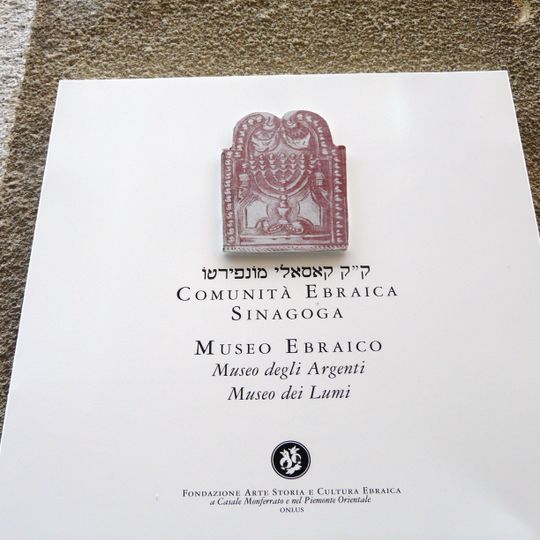 ק״ק קאסאלי מונפירטו
COMUNITÀ EBRAICA
SINAGOGA
MUSEO EBRAICO
Museo degli Argenti
Museo dei Lumi
FONDAZIONE ARTE STORIA E CULTURA EBRAICA
a Casale Monferrato e nel Piemonte Orientale
ONLUS